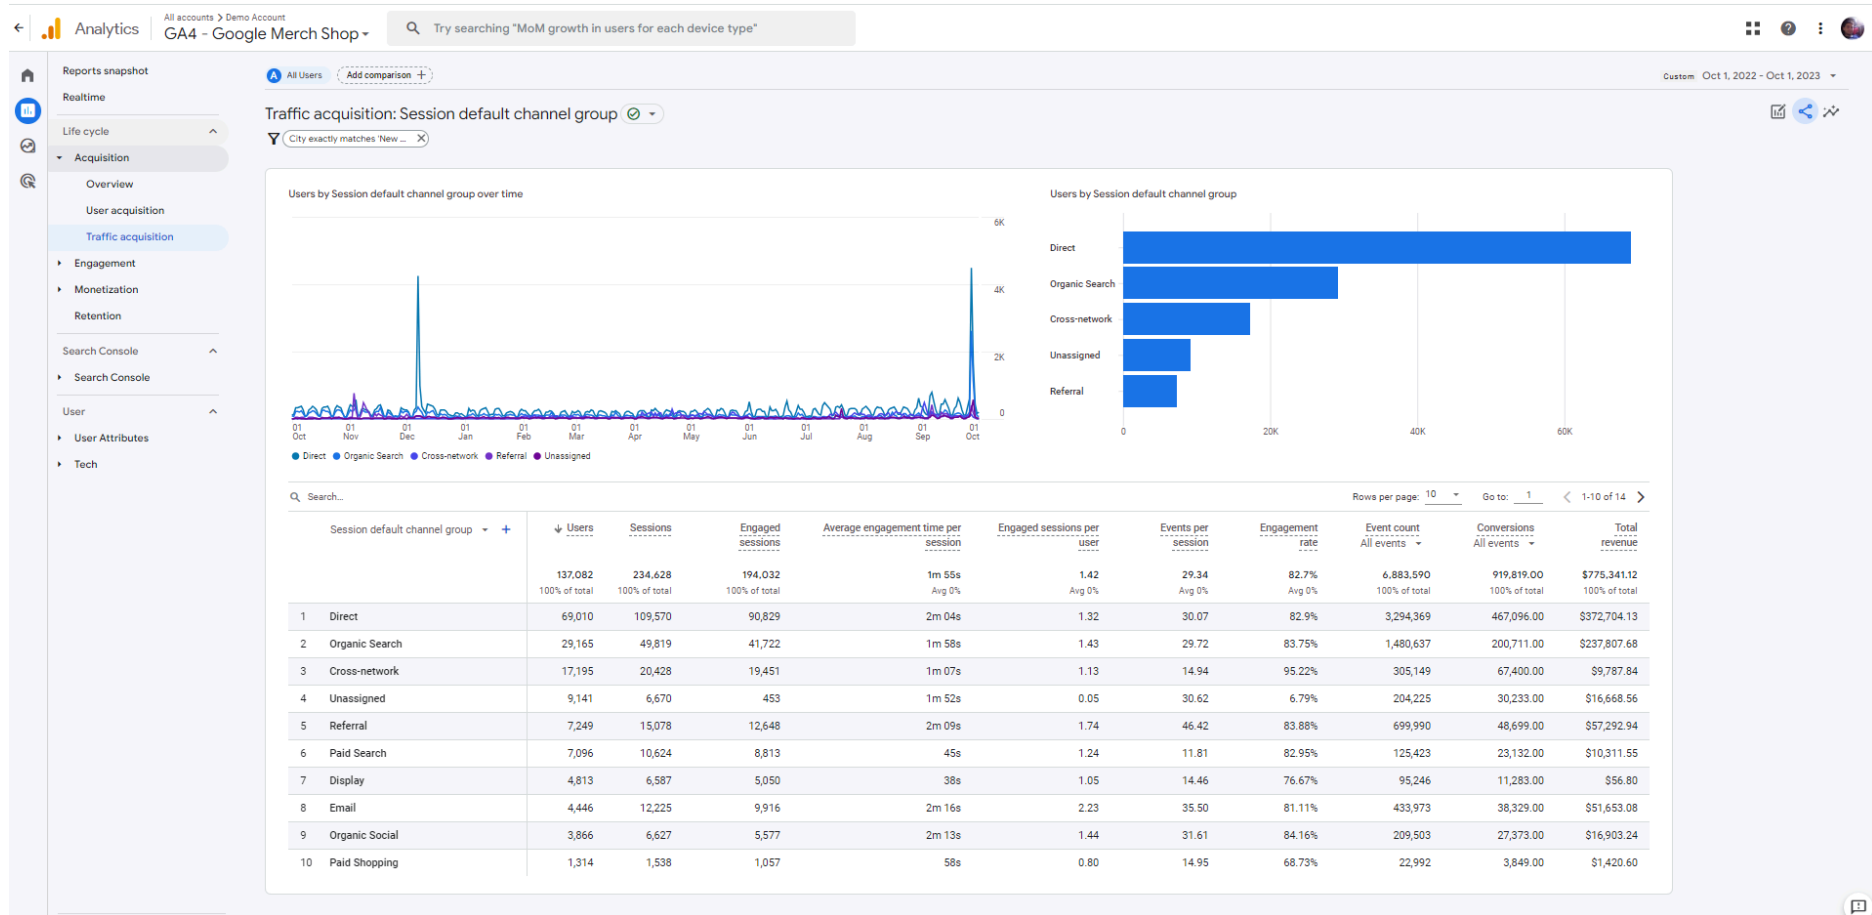 All accounts > Demo Account
Analytics
GA4 - Google Merch Shop
Try searching "MoM growth in users for each device type"
Reports snapshot
Realtime
Life cycle
Acquisition
Overview
User acquisition
Traffic acquisition
Engagement
Monetization
Retention
Search Console
Search Console
User
User Attributes
Tech
A All Users
Add comparison +
Custom Oct 1, 2022 - Oct 1, 2023
Traffic acquisition: Session default channel group
City exactly matches 'New ...
Users by Session default channel group over time
6K
4K
2K
0
01 01 01 01 01 01 01 01 01 01 01 01 01
Oct Nov Dec Jan Feb Mar Apr May Jun Jul Aug Sep Oct
Direct Organic Search Cross-network Referral Unassigned
Users by Session default channel group
Direct
Organic Search
Cross-network
Unassigned
Referral
0 20K 40K 60K
Search...
Rows per page: 10 Go to: 1 1-10 of 14
Session default channel group + Users Sessions Engaged sessions Average engagement time per session Engaged sessions per user Events per session Engagement rate Event count All events Conversions All events Total revenue
137,082 234,628 194,032 1m 55s 1.42 29.34 82.7% 6,883,590 919,819.00 $775,341.12
100% of total 100% of total 100% of total Avg 0% Avg 0% Avg 0% Avg 0% 100% of total 100% of total 100% of total
1 Direct 69,010 109,570 90,829 2m 04s 1.32 30.07 82.9% 3,294,369 467,096.00 $372,704.13
2 Organic Search 29,165 49,819 41,722 1m 58s 1.43 29.72 83.75% 1,480,637 200,711.00 $237,807.68
3 Cross-network 17,195 20,428 19,451 1m 07s 1.13 14.94 95.22% 305,149 67,400.00 $9,787.84
4 Unassigned 9,141 6,670 453 1m 52s 0.05 30.62 6.79% 204,225 30,233.00 $16,668.56
5 Referral 7,249 15,078 12,648 2m 09s 1.74 46.42 83.88% 699,990 48,699.00 $57,292.94
6 Paid Search 7,096 10,624 8,813 45s 1.24 11.81 82.95% 125,423 23,132.00 $10,311.55
7 Display 4,813 6,587 5,050 38s 1.05 14.46 76.67% 95,246 11,283.00 $56.80
8 Email 4,446 12,225 9,916 2m 16s 2.23 35.50 81.11% 433,973 38,329.00 $51,653.08
9 Organic Social 3,866 6,627 5,577 2m 13s 1.44 31.61 84.16% 209,503 27,373.00 $16,903.24
10 Paid Shopping 1,314 1,538 1,057 58s 0.80 14.95 68.73% 22,992 3,849.00 $1,420.60